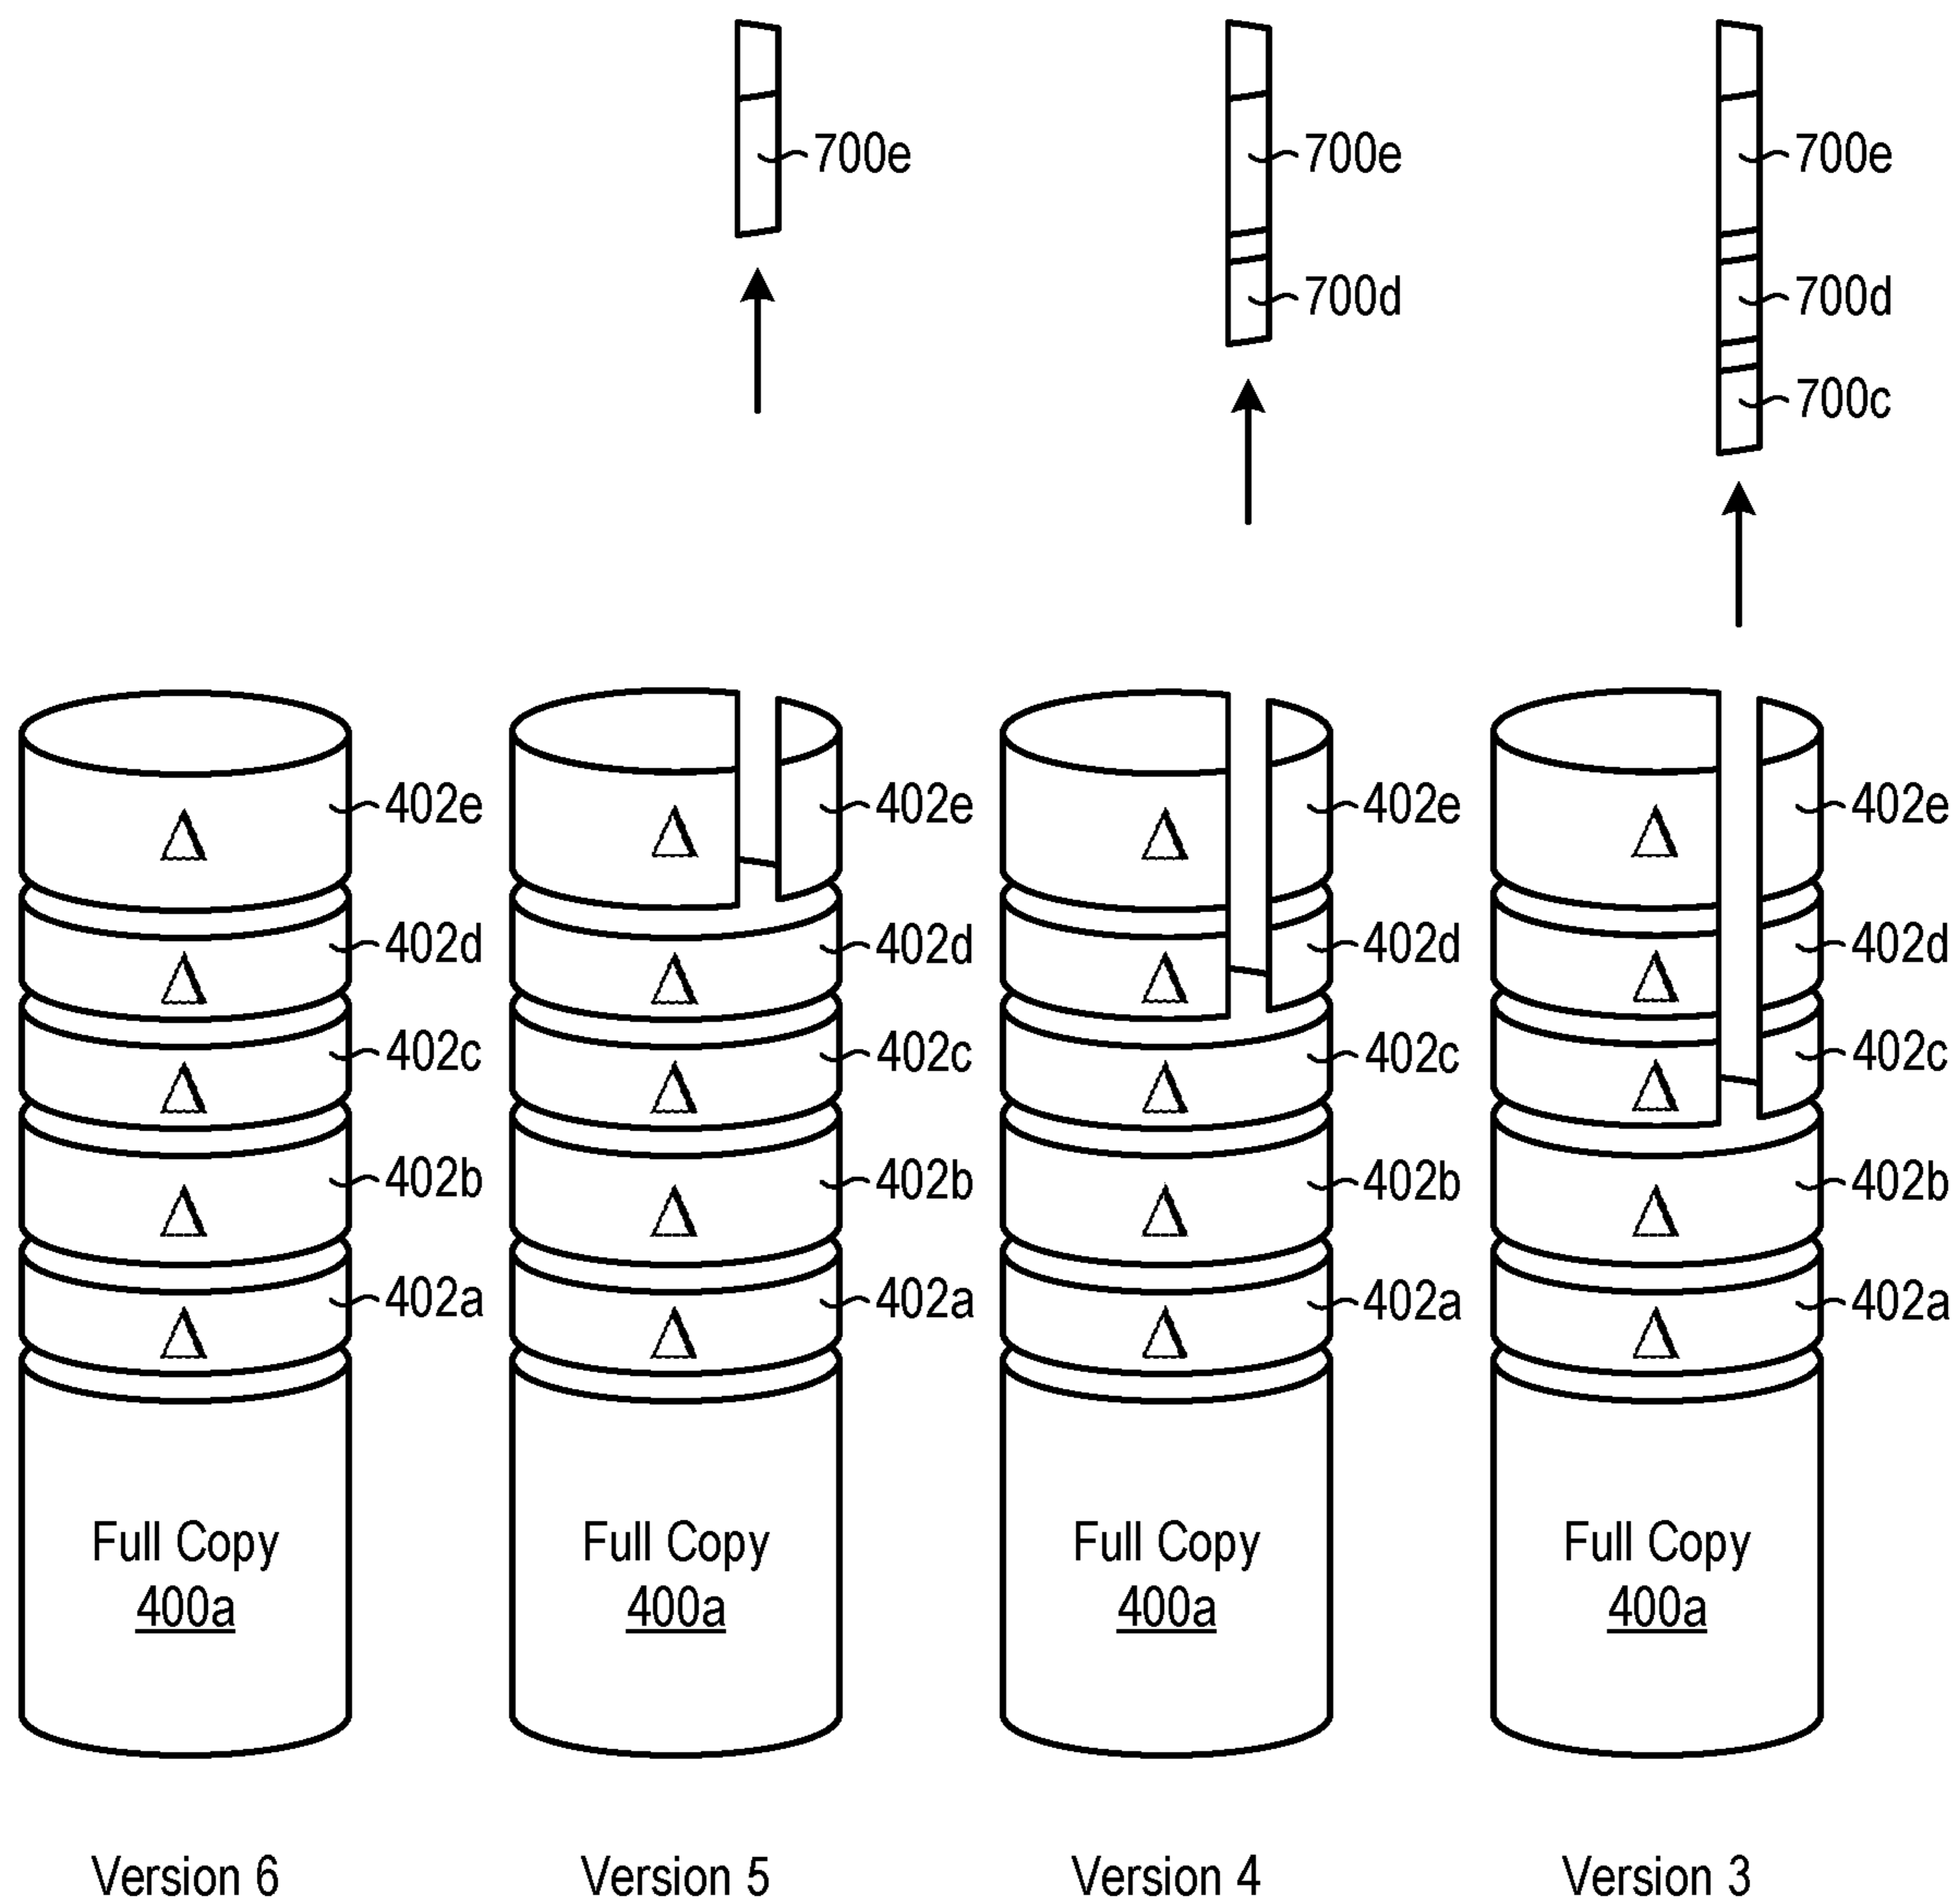 700e 700e 700e
700d 700d
700c
402e 402e 402e 402e
Δ Δ Δ Δ
402d 402d 402d 402d
Δ Δ Δ Δ
402c 402c 402c 402c
Δ Δ Δ Δ
402b 402b 402b 402b
Δ Δ Δ Δ
402a 402a 402a 402a
Δ Δ Δ Δ
Full Copy Full Copy Full Copy Full Copy
400a 400a 400a 400a
Version 6 Version 5 Version 4 Version 3